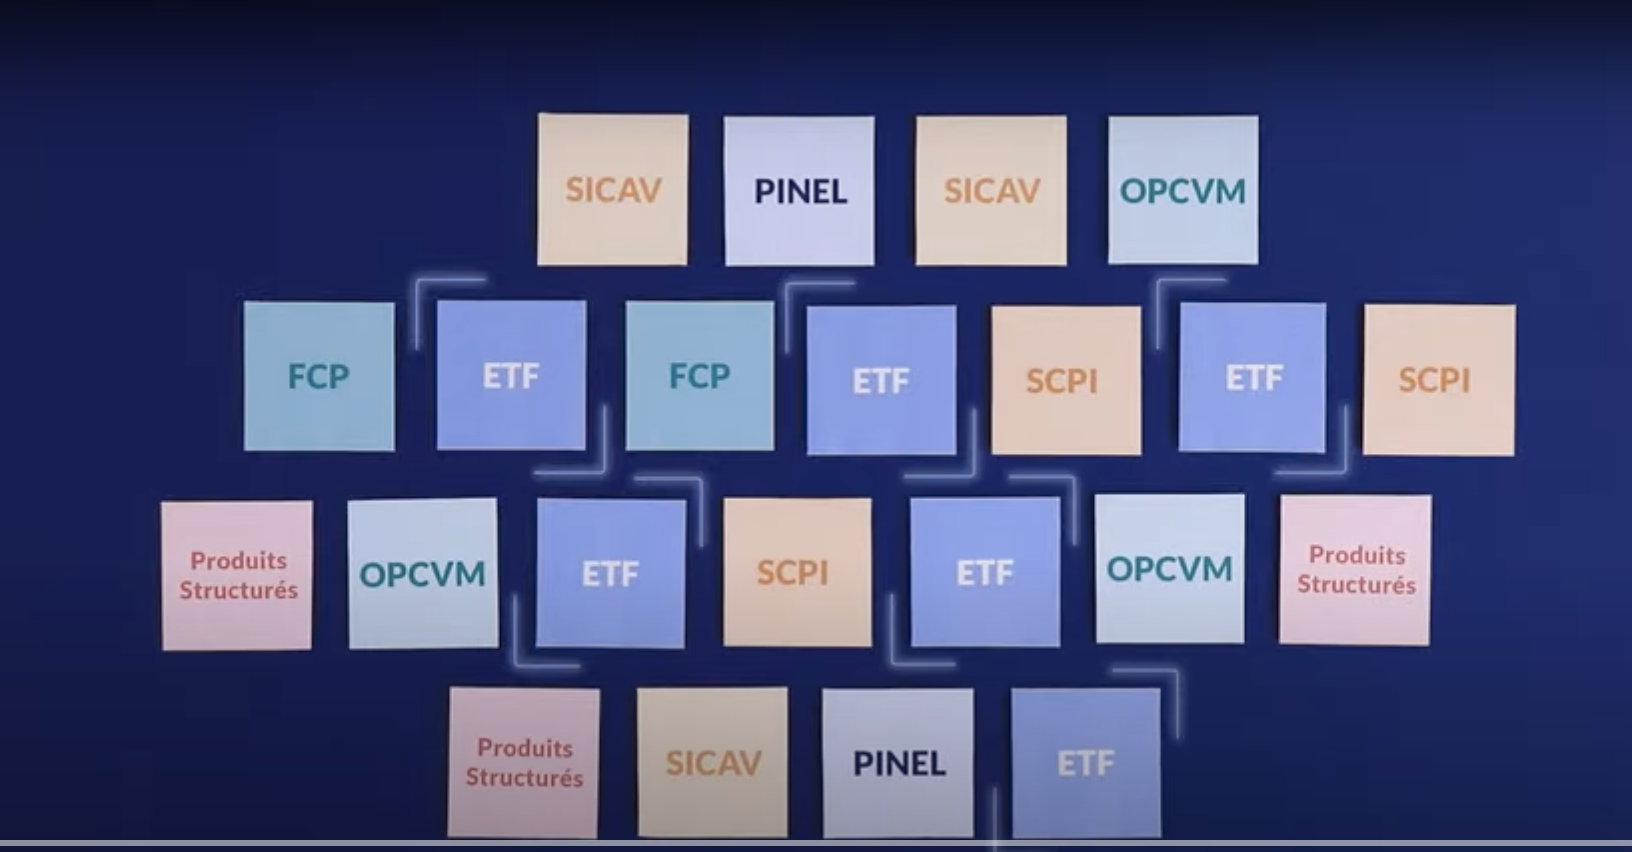 SICAV
PINEL
SICAV
OPCVM
FCP
ETF
FCP
ETF
SCPI
ETF
SCPI
Produits
Structurés
OPCVM
ETF
SCPI
ETF
OPCVM
Produits
Structurés
Produits
Structurés
SICAV
PINEL
ETF